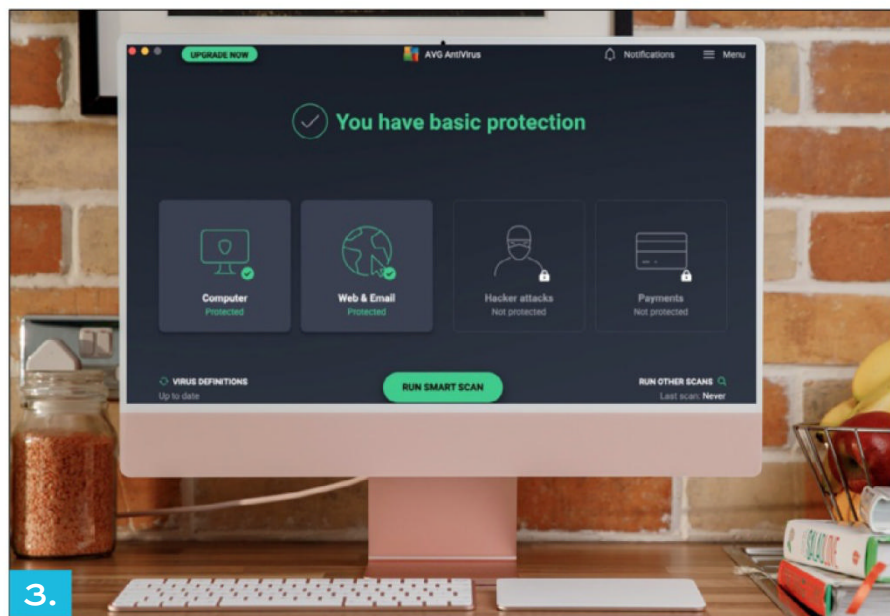 UPGRADE NOW
AVG AntiVirus
Notifications
Menu
You have basic protection
Computer
Protected
Web & Email
Protected
Hacker attacks
Not protected
Payments
Not protected
VIRUS DEFINITIONS
Up to date
RUN SMART SCAN
RUN OTHER SCANS
Last scan: Never
SALADLOVE
3.